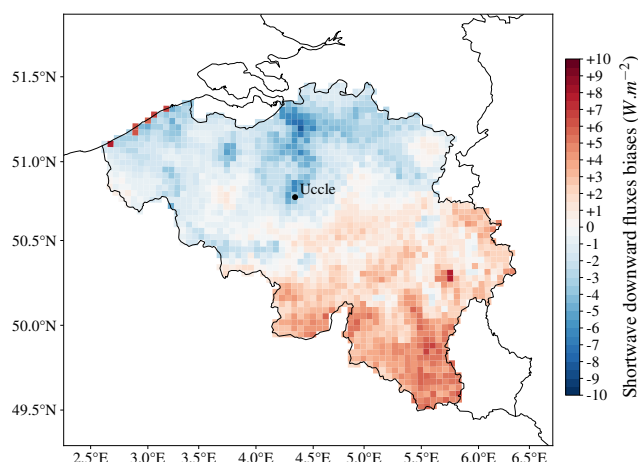 51.5°N
51.0°N
50.5°N
50.0°N
49.5°N
2.5°E 3.0°E 3.5°E 4.0°E 4.5°E 5.0°E 5.5°E 6.0°E 6.5°E
Uccle
+10
+9
+8
+7
+6
+5
+4
+3
+2
+1
+0
-1
-2
-3
-4
-5
-6
-7
-8
-9
-10
Shortwave downward fluxes biases (W.m⁻²)